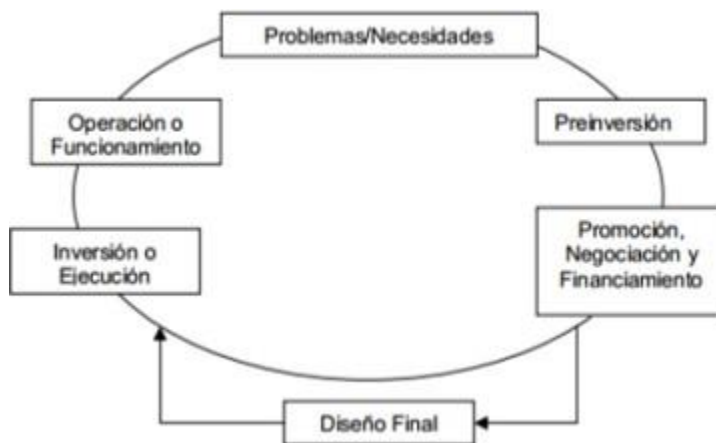 Problemas/Necesidades
Preinversión
Promoción,
Negociación y
Financiamiento
Diseño Final
Inversión o
Ejecución
Operación o
Funcionamiento